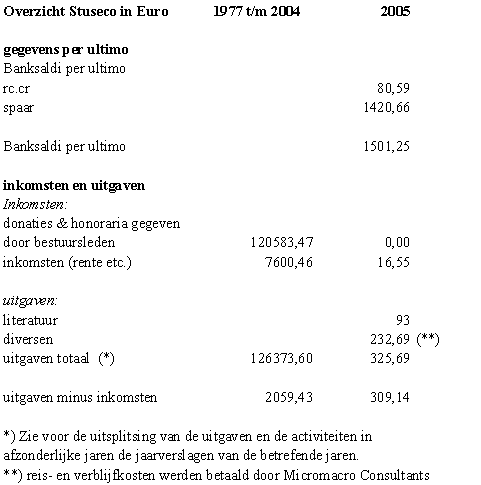 Overzicht Stuseco in Euro 1977 t/m 2004 2005
gegevens per ultimo
Banksaldi per ultimo
rc.cr 80,59
spaar 1420,66
Banksaldi per ultimo 1501,25
inkomsten en uitgaven
Inkomsten:
donaties & honoraria gegeven
door bestuursleden 120583,47 0,00
inkomsten (rente etc.) 7600,46 16,55
uitgaven:
literatuur 93
diversen 232,69 (**)
uitgaven totaal (*) 126373,60 325,69
uitgaven minus inkomsten 2059,43 309,14
*) Zie voor de uitsplitsing van de uitgaven en de activiteiten in
afzonderlijke jaren de jaarverslagen van de betrefende jaren.
**) reis- en verblijfkosten werden betaald door Micromacro Consultants